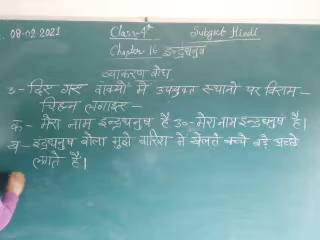 08-02-2021 Class-4th Subject Hindi
Chapter 16 इन्द्रधनुष
व्याकरण बोध
3- दिए गए वाक्यों में उपयुक्त स्थानों पर विराम-
चिह्न लगाइए-
क- मेरा नाम इन्द्रधनुष है उ०- मेरा नाम इन्द्रधनुष है।
ख- इन्द्रधनुष बोला मुझे बारिश में खेलते बच्चे बड़े अच्छे
लगते हैं।